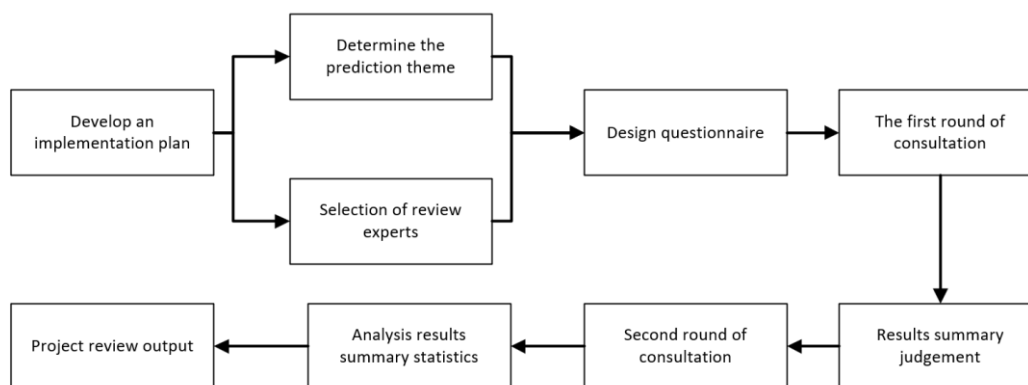 Determine the
prediction theme
Develop an
implementation plan
Design questionnaire
The first round of
consultation
Selection of review
experts
Project review output
Analysis results
summary statistics
Second round of
consultation
Results summary
judgement